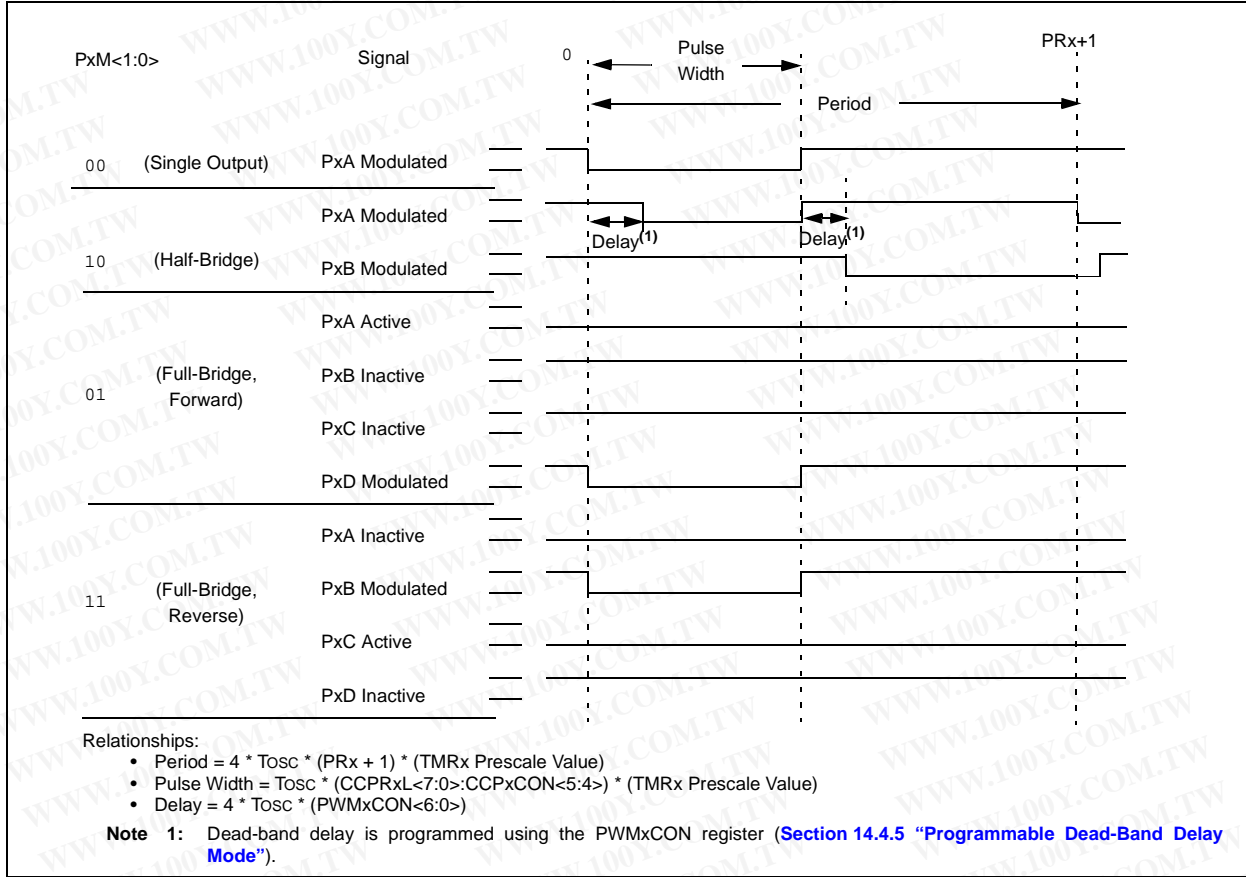 PxM<1:0>
Signal
0
Pulse
Width
PRx+1
Period
00 (Single Output) PxA Modulated
PxA Modulated
Delay(1) Delay(1)
10 (Half-Bridge) PxB Modulated
PxA Active
01 (Full-Bridge,
Forward)
PxB Inactive
PxC Inactive
PxD Modulated
PxA Inactive
11 (Full-Bridge,
Reverse)
PxB Modulated
PxC Active
PxD Inactive
Relationships:
• Period = 4 * TOSC * (PRx + 1) * (TMRx Prescale Value)
• Pulse Width = TOSC * (CCPRxL<7:0>:CCPxCON<5:4>) * (TMRx Prescale Value)
• Delay = 4 * TOSC * (PWMxCON<6:0>)
Note 1: Dead-band delay is programmed using the PWMxCON register (Section 14.4.5 “Programmable Dead-Band Delay
Mode”).
WWW.100Y.COM.TW